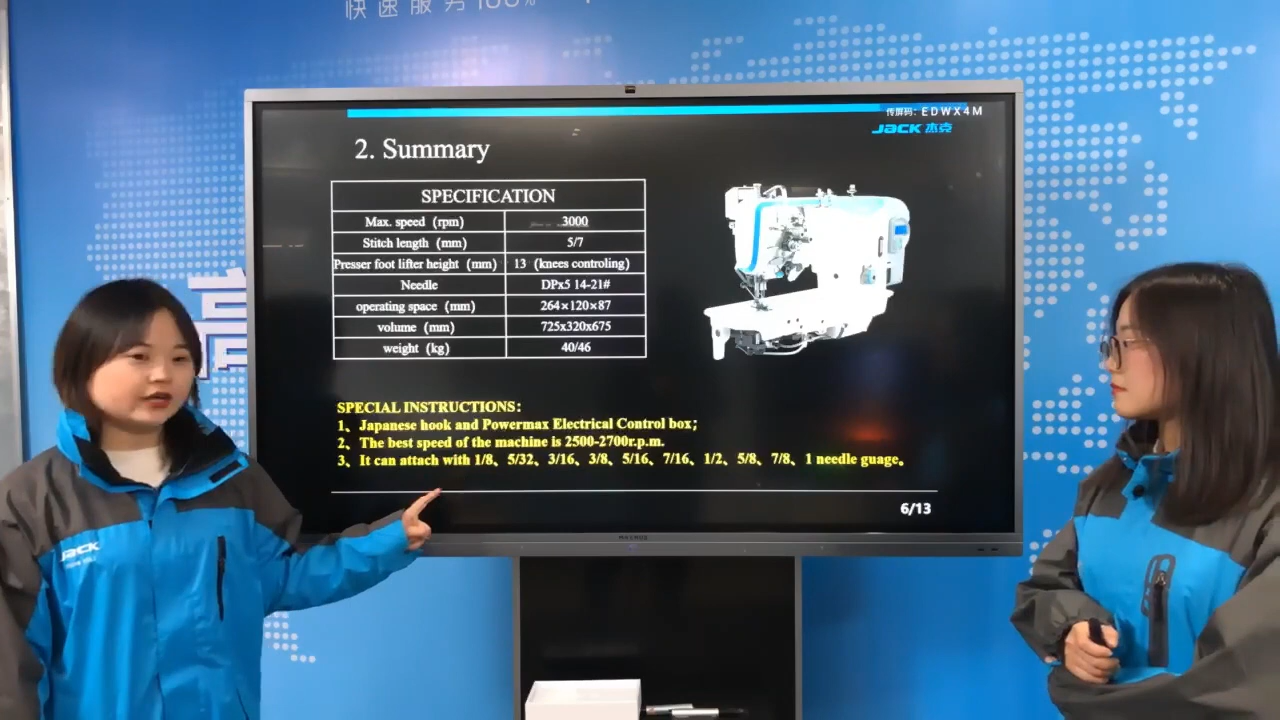 快速服务100%
传屏码: EDWX4M
JACK 杰克
2. Summary
SPECIFICATION
Max. speed (rpm) 3000
Stitch length (mm) 5/7
Presser foot lifter height (mm) 13 (knees controling)
Needle DPx5 14-21#
operating space (mm) 264×120×87
volume (mm) 725x320x675
weight (kg) 40/46
SPECIAL INSTRUCTIONS:
1、Japanese hook and Powermax Electrical Control box;
2、The best speed of the machine is 2500-2700r.p.m.
3、It can attach with 1/8、5/32、3/16、3/8、5/16、7/16、1/2、5/8、7/8、1 needle guage。
6/13
高
JACK